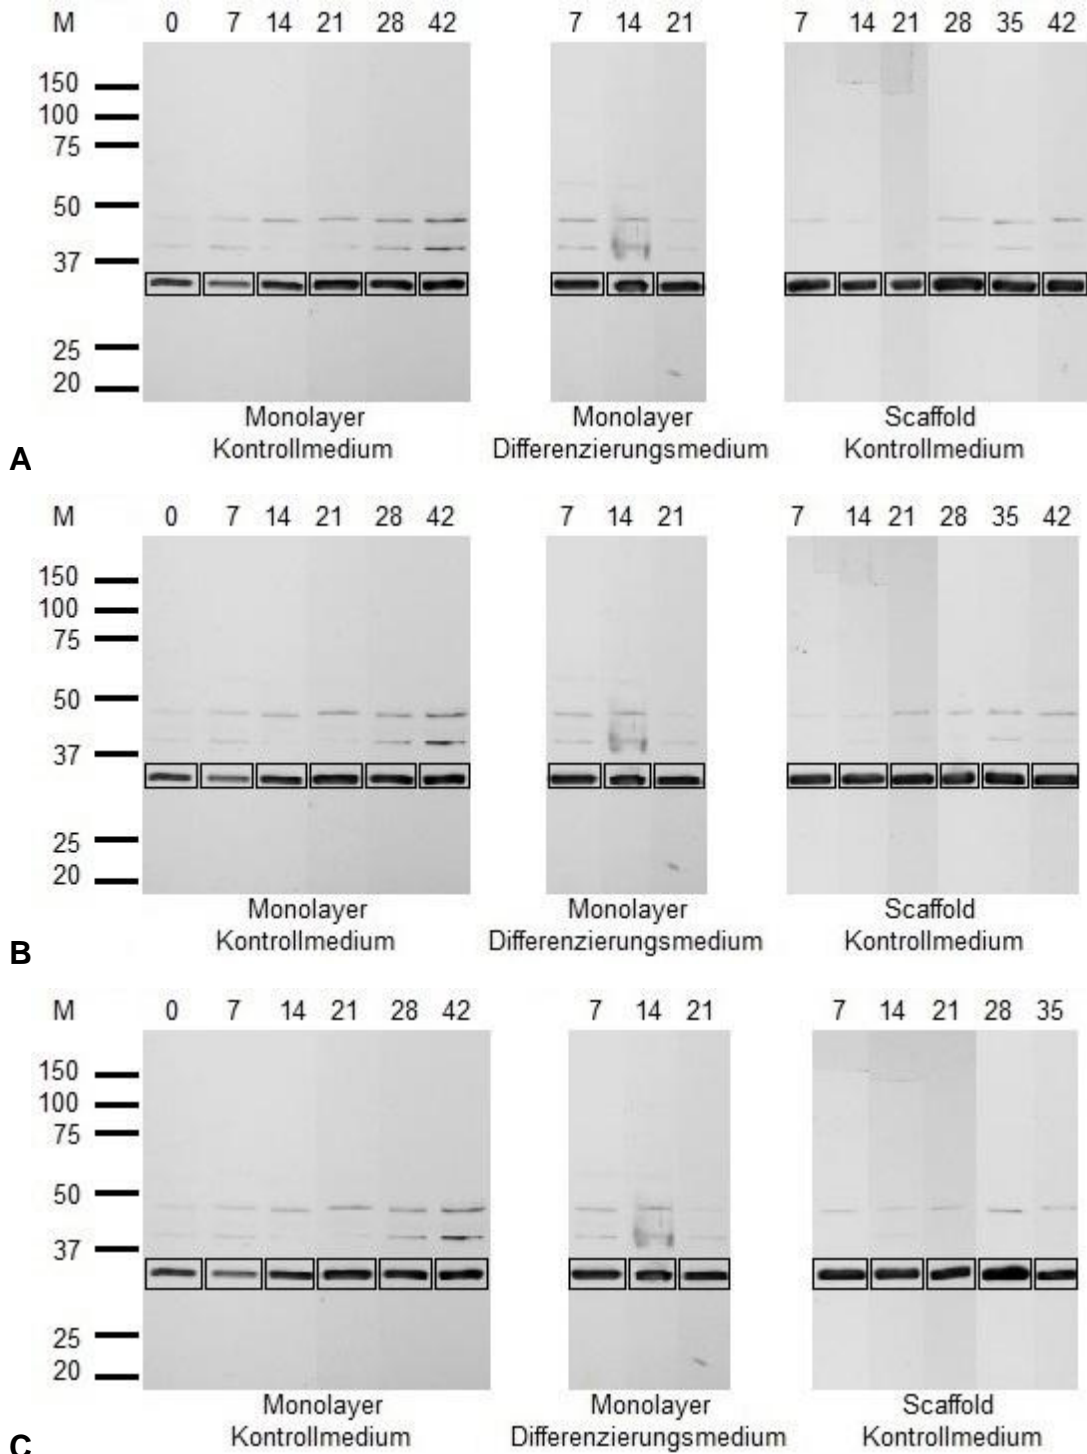 M 0 7 14 21 28 42 7 14 21 7 14 21 28 35 42
150
100
75
50
37
25
20
Monolayer Monolayer Scaffold
Kontrollmedium Differenzierungsmedium Kontrollmedium
A
M 0 7 14 21 28 42 7 14 21 7 14 21 28 35 42
150
100
75
50
37
25
20
Monolayer Monolayer Scaffold
Kontrollmedium Differenzierungsmedium Kontrollmedium
B
M 0 7 14 21 28 42 7 14 21 7 14 21 28 35
150
100
75
50
37
25
20
Monolayer Monolayer Scaffold
Kontrollmedium Differenzierungsmedium Kontrollmedium
C